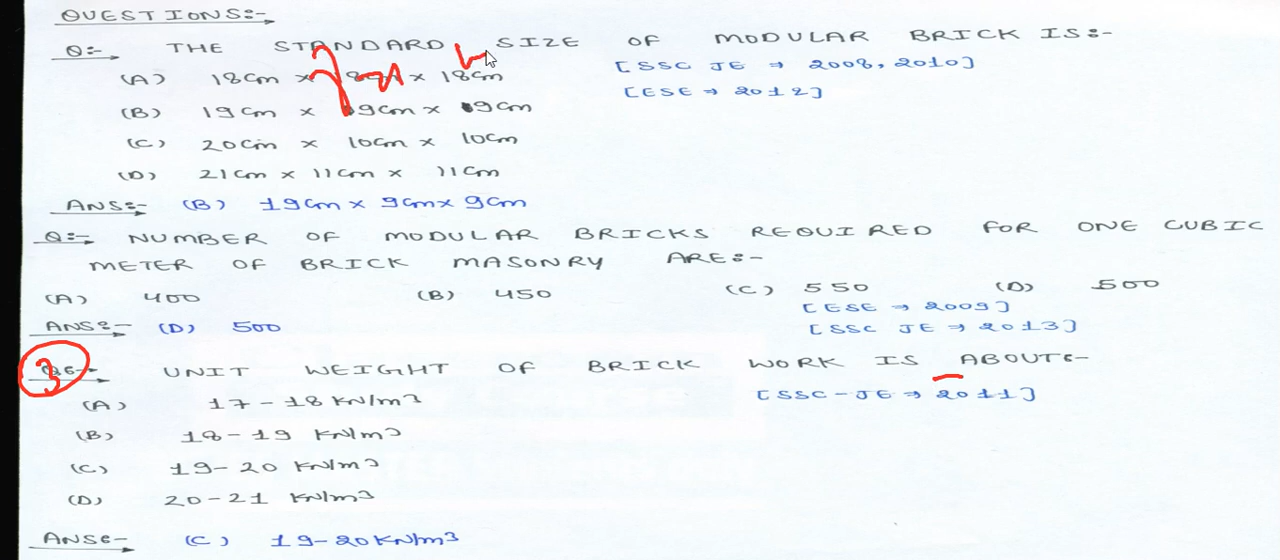 QUESTIONS:-
Q:- THE STANDARD SIZE OF MODULAR BRICK IS:-
[SSC JE → 2008, 2010]
(A) 18cm × 18cm
[ESE → 2012]
(B) 19cm × 9cm × 9cm
(C) 20cm × 10cm × 10cm
(D) 21cm × 11cm × 11cm
ANS:- (B) 19cm × 9cm × 9cm
Q:- NUMBER OF MODULAR BRICKS REQUIRED FOR ONE CUBIC
METER OF BRICK MASONRY ARE:-
(A) 400 (B) 450 (C) 550 (D) 500
[ESE → 2009]
ANS:- (D) 500
[SSC JE → 2013]
3
Q:- UNIT WEIGHT OF BRICK WORK IS ABOUT:-
(A) 17-18 KN/m³
[SSC-JE → 2011]
(B) 18-19 KN/m³
(C) 19-20 KN/m³
(D) 20-21 KN/m³
ANS:- (C) 19-20 KN/m³